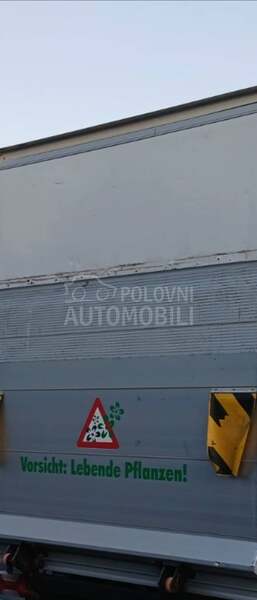 POLOVNI
AUTOMOBILI
Vorsicht: Lebende Pflanzen!